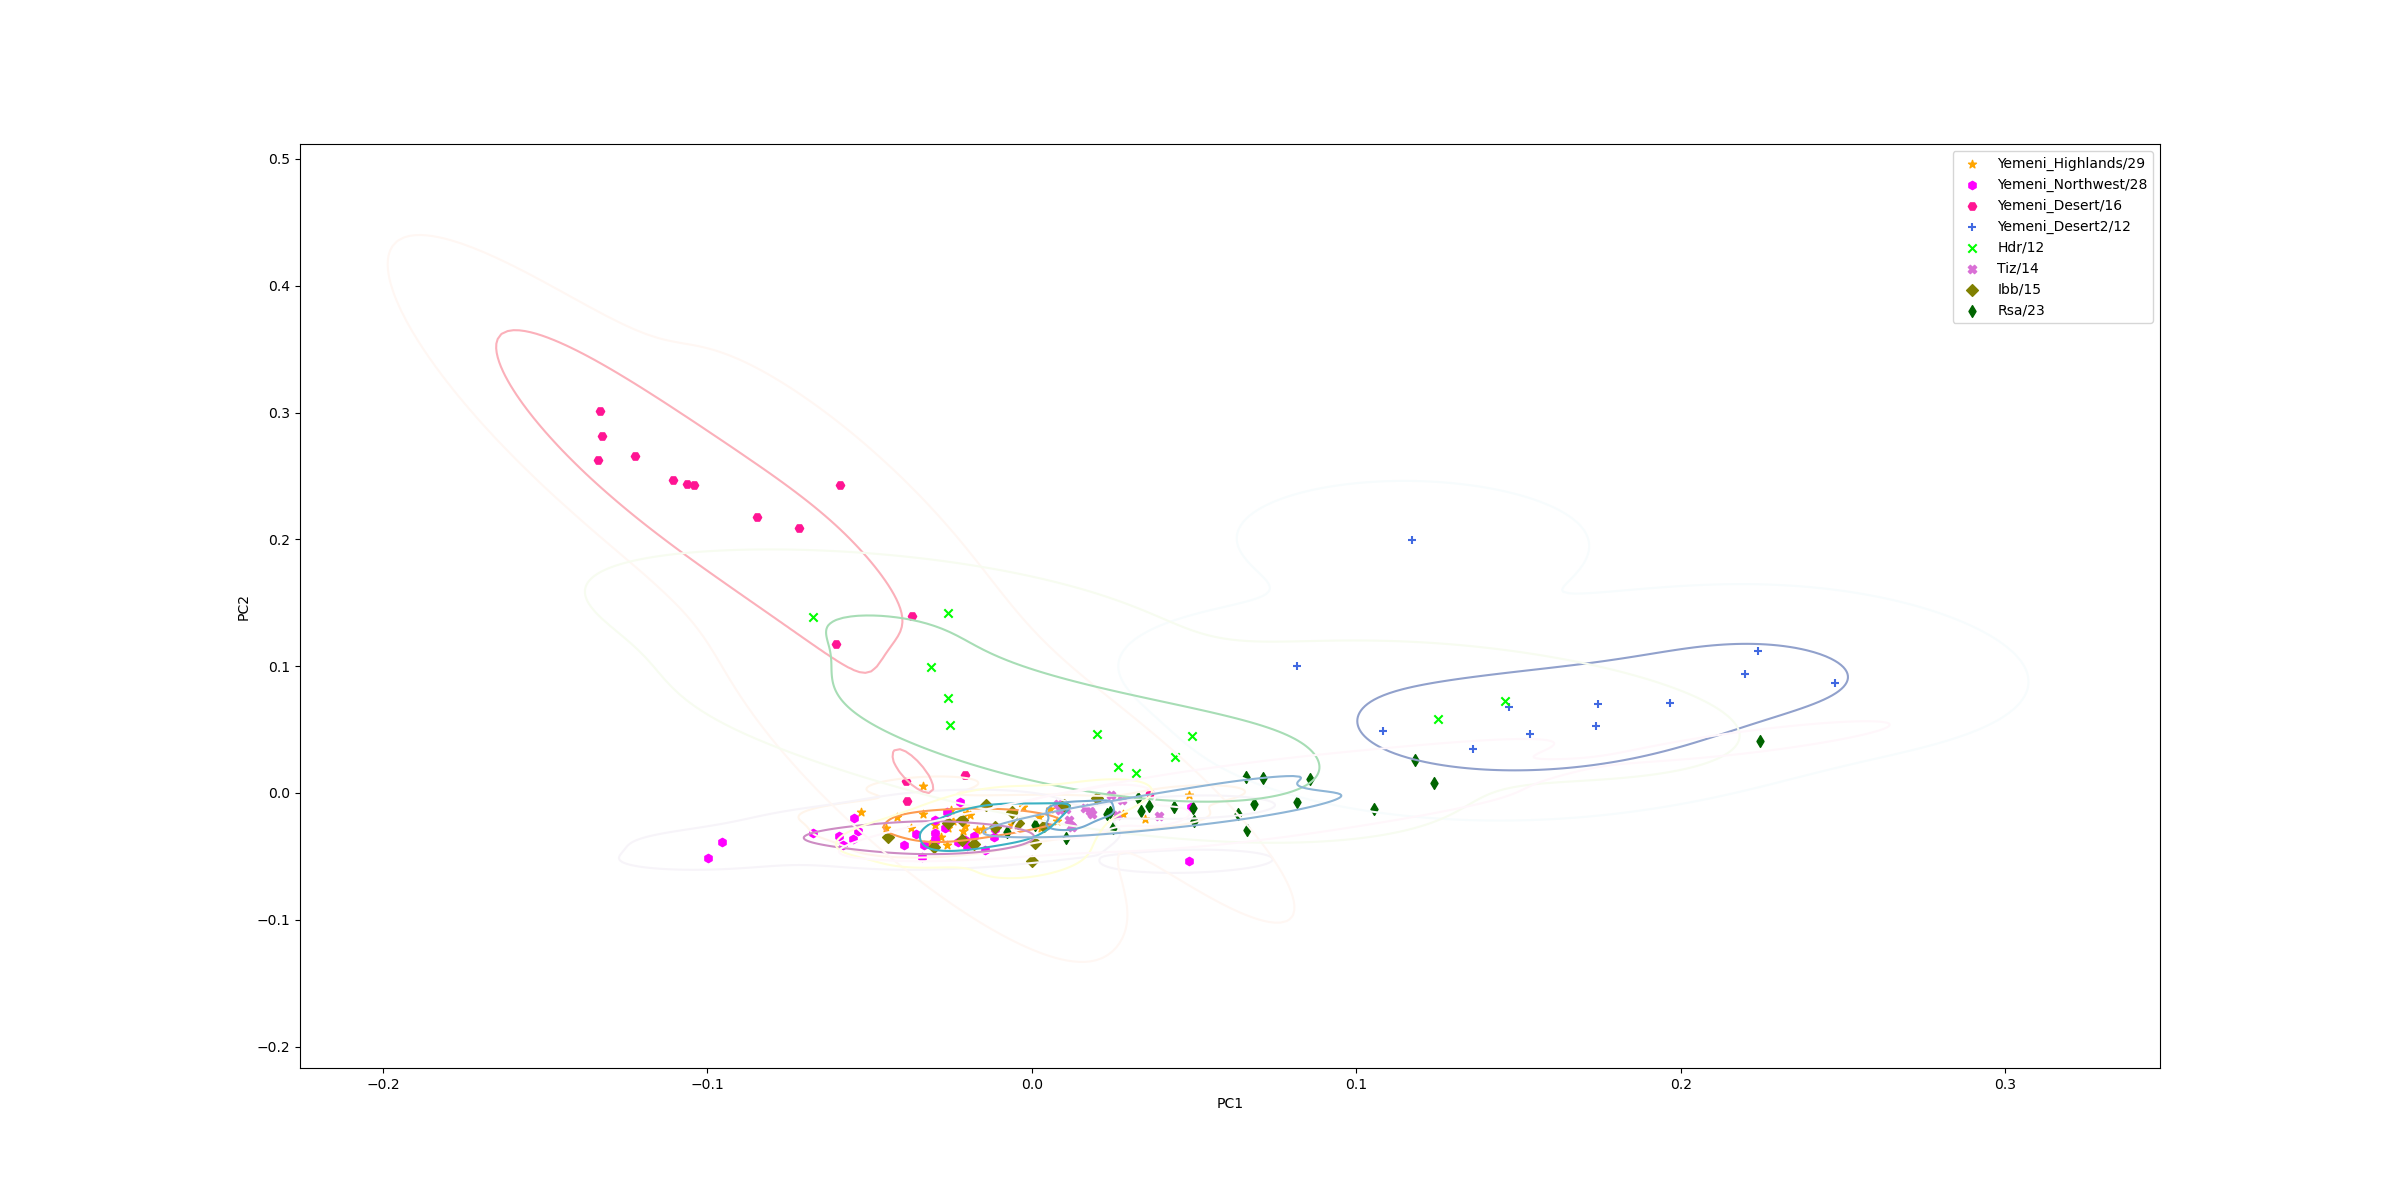 Yemeni_Highlands/29
Yemeni_Northwest/28
Yemeni_Desert/16
Yemeni_Desert2/12
Hdr/12
Tiz/14
Ibb/15
Rsa/23
0.5
0.4
0.3
0.2
0.1
0.0
−0.1
−0.2
PC2
−0.2 −0.1 0.0 0.1 0.2 0.3
PC1